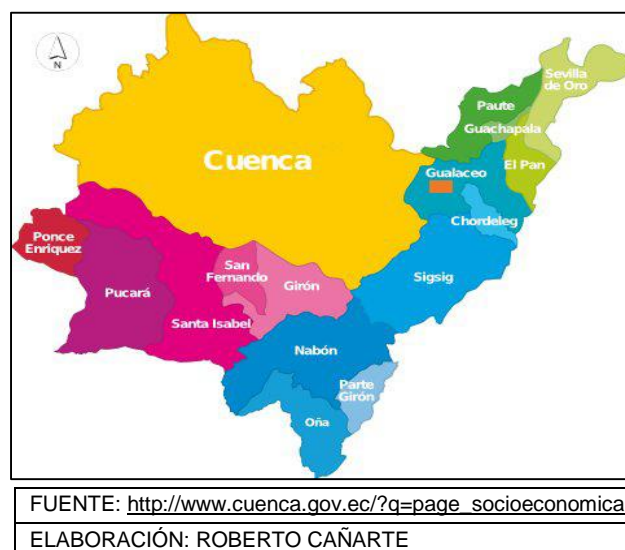 N
Sevilla
de Oro
Paute
Guachapala
Cuenca
El Pan
Gualaceo
Chordeleg
Ponce
Enriquez
San
Fernando
Girón
Sigsig
Pucará
Santa Isabel
Nabón
Parte
Girón
Oña
FUENTE: http://www.cuenca.gov.ec/?q=page_socioeconomica
ELABORACIÓN: ROBERTO CAÑARTE